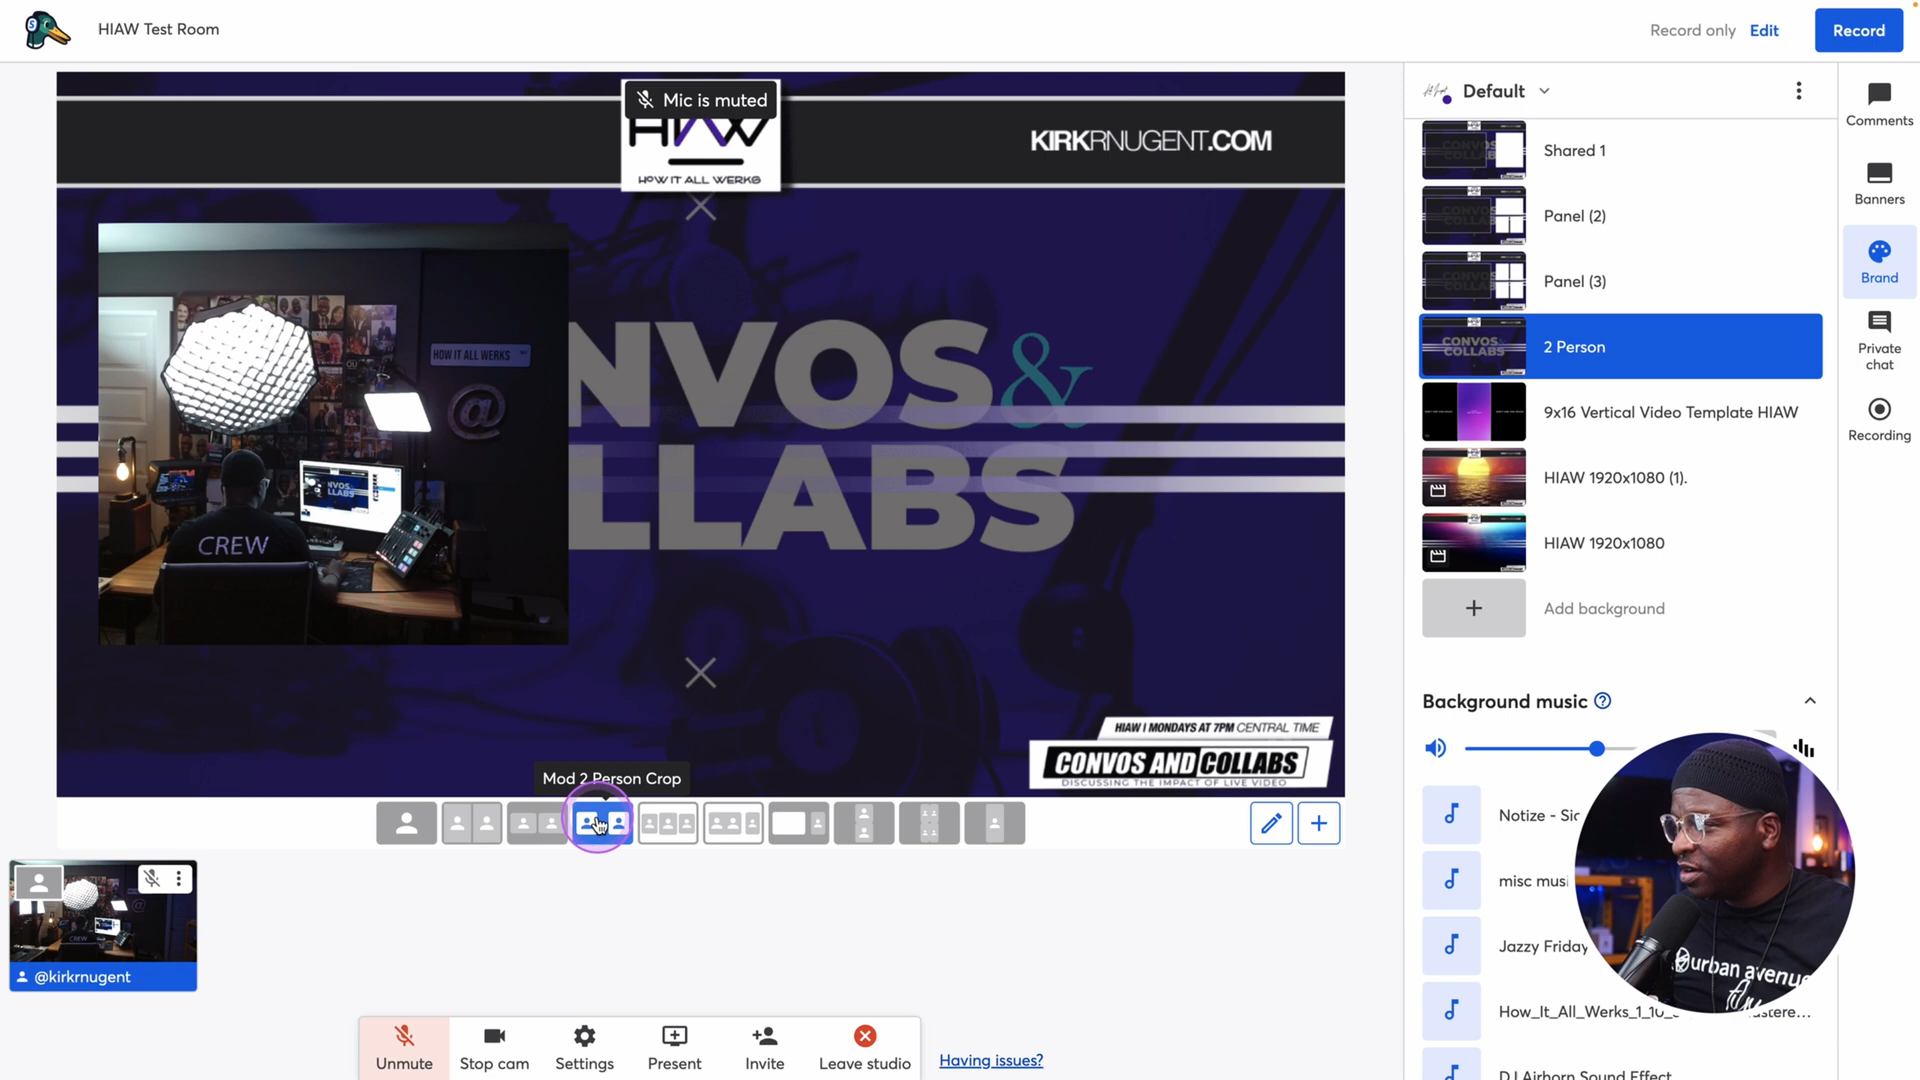 HIAW Test Room
Record only
Edit
Record
Mic is muted
HIAW
HOW IT ALL WERKS
KIRKRNUGENT.COM
HOW IT ALL WERKS
@
CREW
NVOS&
LLABS
HIAW | MONDAYS AT 7PM CENTRAL TIME
CONVOS AND COLLABS
DISCUSSING THE IMPACT OF LIVE VIDEO
Mod 2 Person Crop
@kirkrnugent
Unmute
Stop cam
Settings
Present
Invite
Leave studio
Having issues?
Default
Shared 1
Panel (2)
Panel (3)
CONVOS&
COLLABS
2 Person
9x16 Vertical Video Template HIAW
HIAW 1920x1080 (1).
HIAW 1920x1080
Add background
Background music
Notize - Sic
misc musi
Jazzy Friday
How_It_All_Werks_1_10_
astere...
DJ Airhorn Sound Effect
urban avenue
Comments
Banners
Brand
Private
chat
Recording